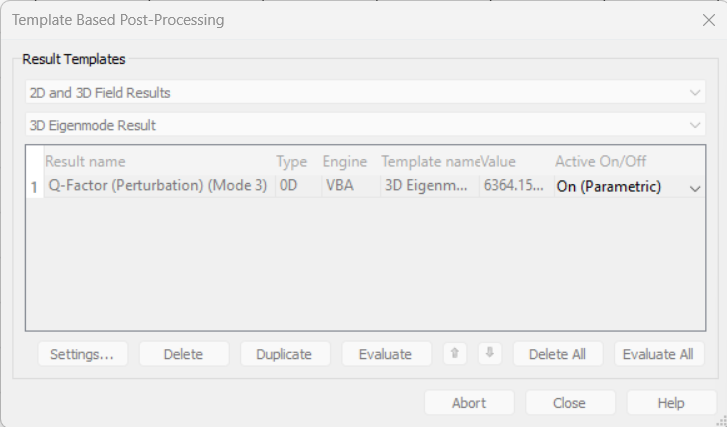 Template Based Post-Processing
Result Templates
2D and 3D Field Results
3D Eigenmode Result
Result name Type Engine Template name Value Active On/Off
1 Q-Factor (Perturbation) (Mode 3) 0D VBA 3D Eigenm... 6364.15... On (Parametric)
Settings... Delete Duplicate Evaluate Delete All Evaluate All
Abort Close Help